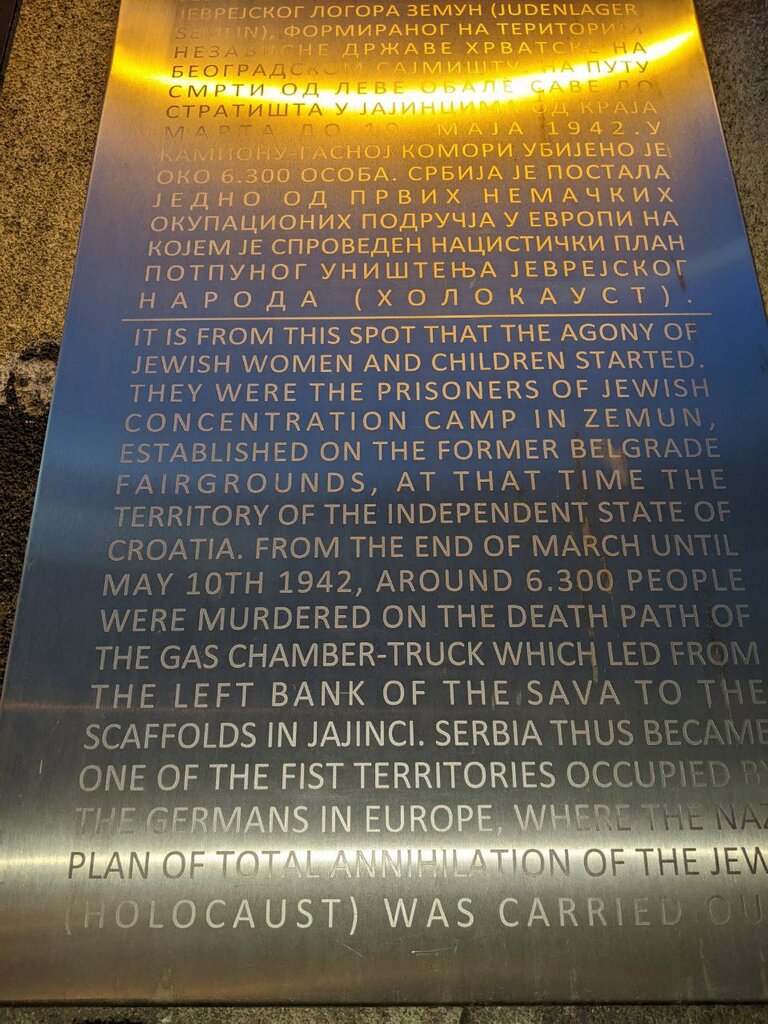 ЈЕВРЕЈСКОГ ЛОГОРА ЗЕМУН (JUDENLAGER
SEMUN), ФОРМИРАНОГ НА ТЕРИТОРИЈИ
НЕЗАВИСНЕ ДРЖАВЕ ХРВАТСКЕ НА
БЕОГРАДСКОМ САЈМИШТУ. НА ПУТУ
СМРТИ ОД ЛЕВЕ ОБАЛЕ САВЕ ДО
СТРАТИШТА У ЈАЈИНЦИМА ОД КРАЈА
МАРТА ДО 10. МАЈА 1942. У
КАМИОНУ-ГАСНОЈ КОМОРИ УБИЈЕНО ЈЕ
ОКО 6.300 ОСОБА. СРБИЈА ЈЕ ПОСТАЛА
ЈЕДНО ОД ПРВИХ НЕМАЧКИХ
ОКУПАЦИОНИХ ПОДРУЧЈА У ЕВРОПИ НА
КОЈЕМ ЈЕ СПРОВЕДЕН НАЦИСТИЧКИ ПЛАН
ПОТПУНОГ УНИШТЕЊА ЈЕВРЕЈСКОГ
НАРОДА (ХОЛОКАУСТ).
IT IS FROM THIS SPOT THAT THE AGONY OF
JEWISH WOMEN AND CHILDREN STARTED.
THEY WERE THE PRISONERS OF JEWISH
CONCENTRATION CAMP IN ZEMUN,
ESTABLISHED ON THE FORMER BELGRADE
FAIRGROUNDS, AT THAT TIME THE
TERRITORY OF THE INDEPENDENT STATE OF
CROATIA. FROM THE END OF MARCH UNTIL
MAY 10TH 1942, AROUND 6.300 PEOPLE
WERE MURDERED ON THE DEATH PATH OF
THE GAS CHAMBER-TRUCK WHICH LED FROM
THE LEFT BANK OF THE SAVA TO THE
SCAFFOLDS IN JAJINCI. SERBIA THUS BECAME
ONE OF THE FIST TERRITORIES OCCUPIED BY
THE GERMANS IN EUROPE, WHERE THE NAZ
PLAN OF TOTAL ANNIHILATION OF THE JEW
(HOLOCAUST) WAS CARRIED OU